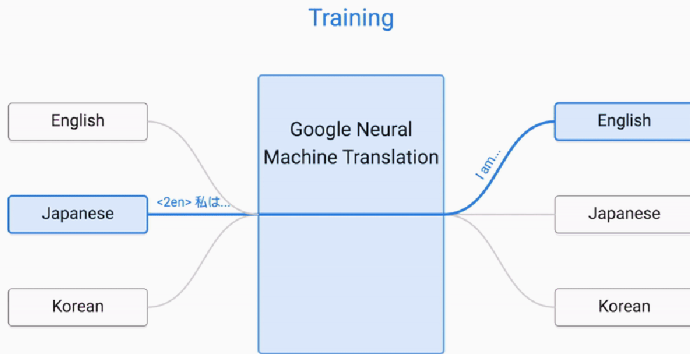 Training
English
Google Neural
Machine Translation
English
I am...
Japanese
<2en> 私は...
Japanese
Korean
Korean